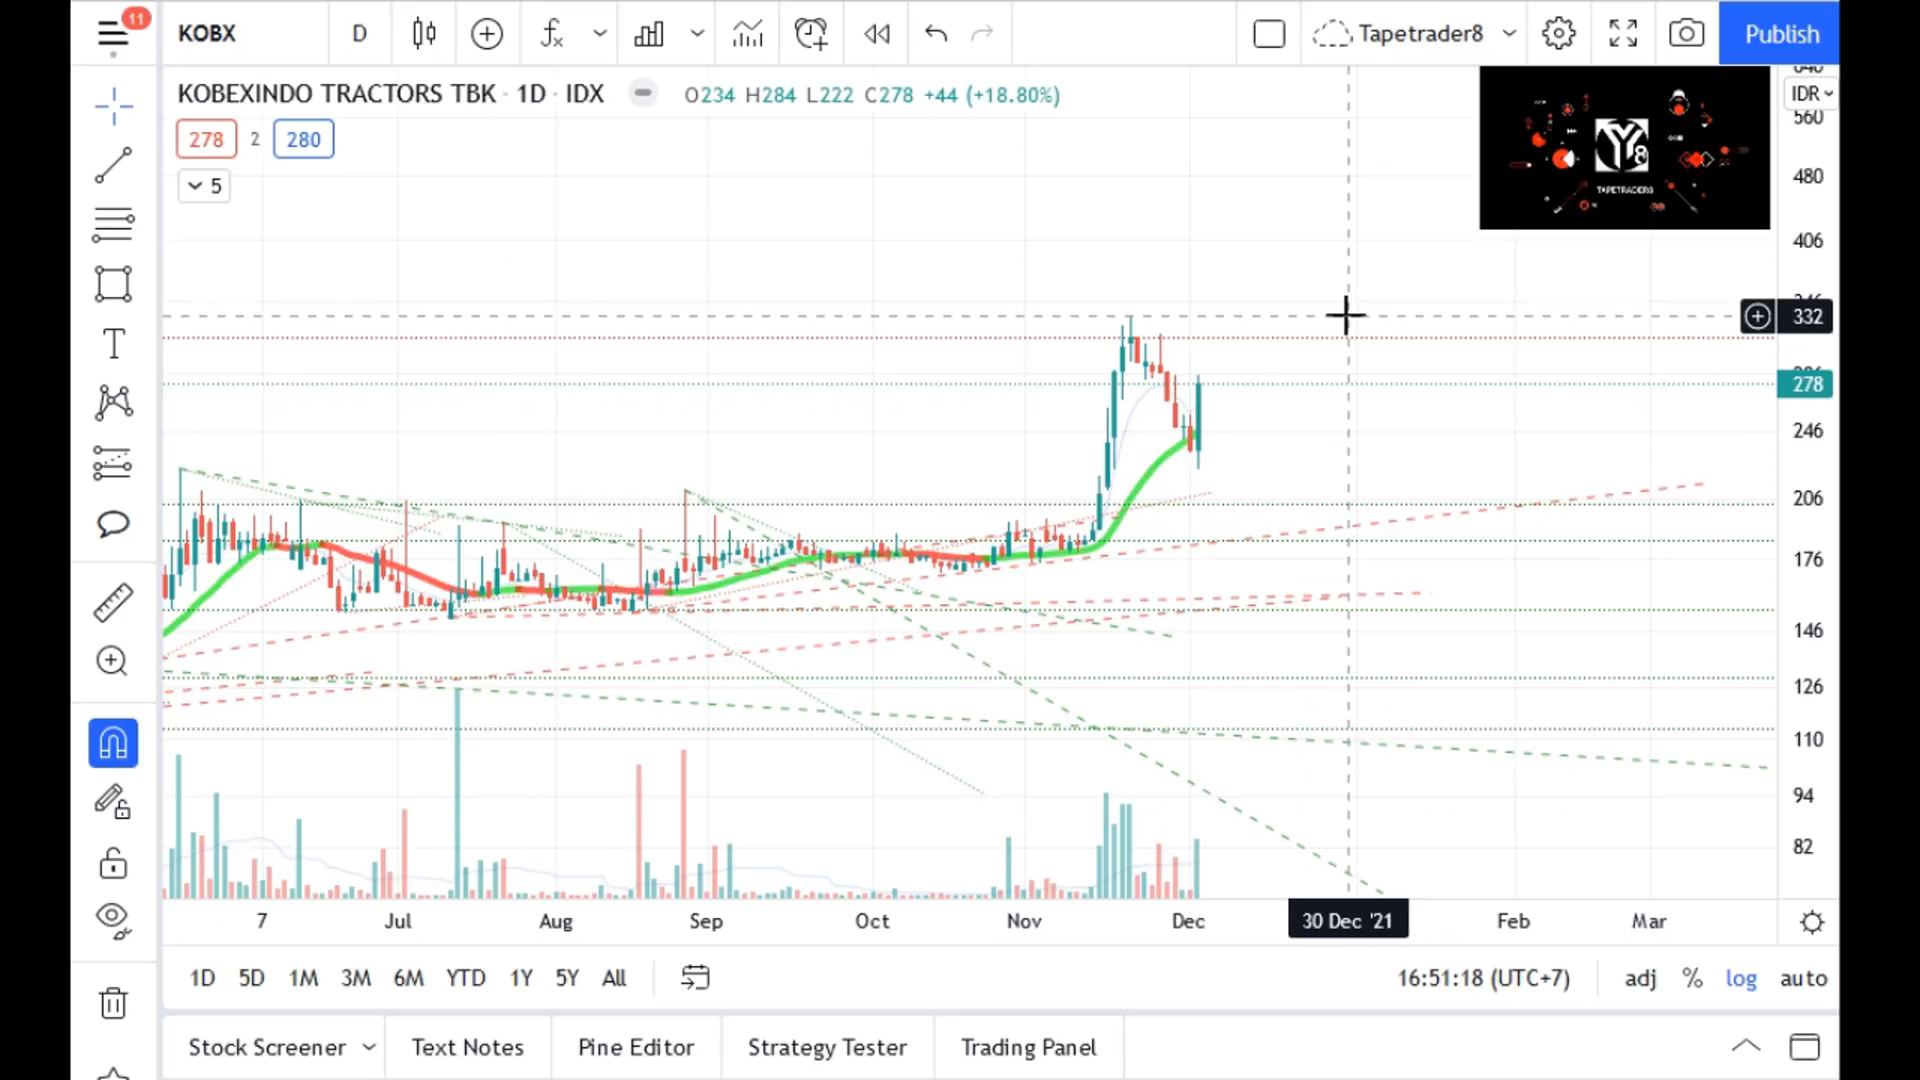 11
KOBX
D
Tapetrader8
Publish
KOBEXINDO TRACTORS TBK · 1D · IDX
O234 H284 L222 C278 +44 (+18.80%)
278 2 280
5
TAPETRADER8
8
IDR
560
480
406
332
278
246
206
176
146
126
110
94
82
7 Jul Aug Sep Oct Nov Dec 30 Dec '21 Feb Mar
1D 5D 1M 3M 6M YTD 1Y 5Y All
16:51:18 (UTC+7) adj % log auto
Stock Screener Text Notes Pine Editor Strategy Tester Trading Panel